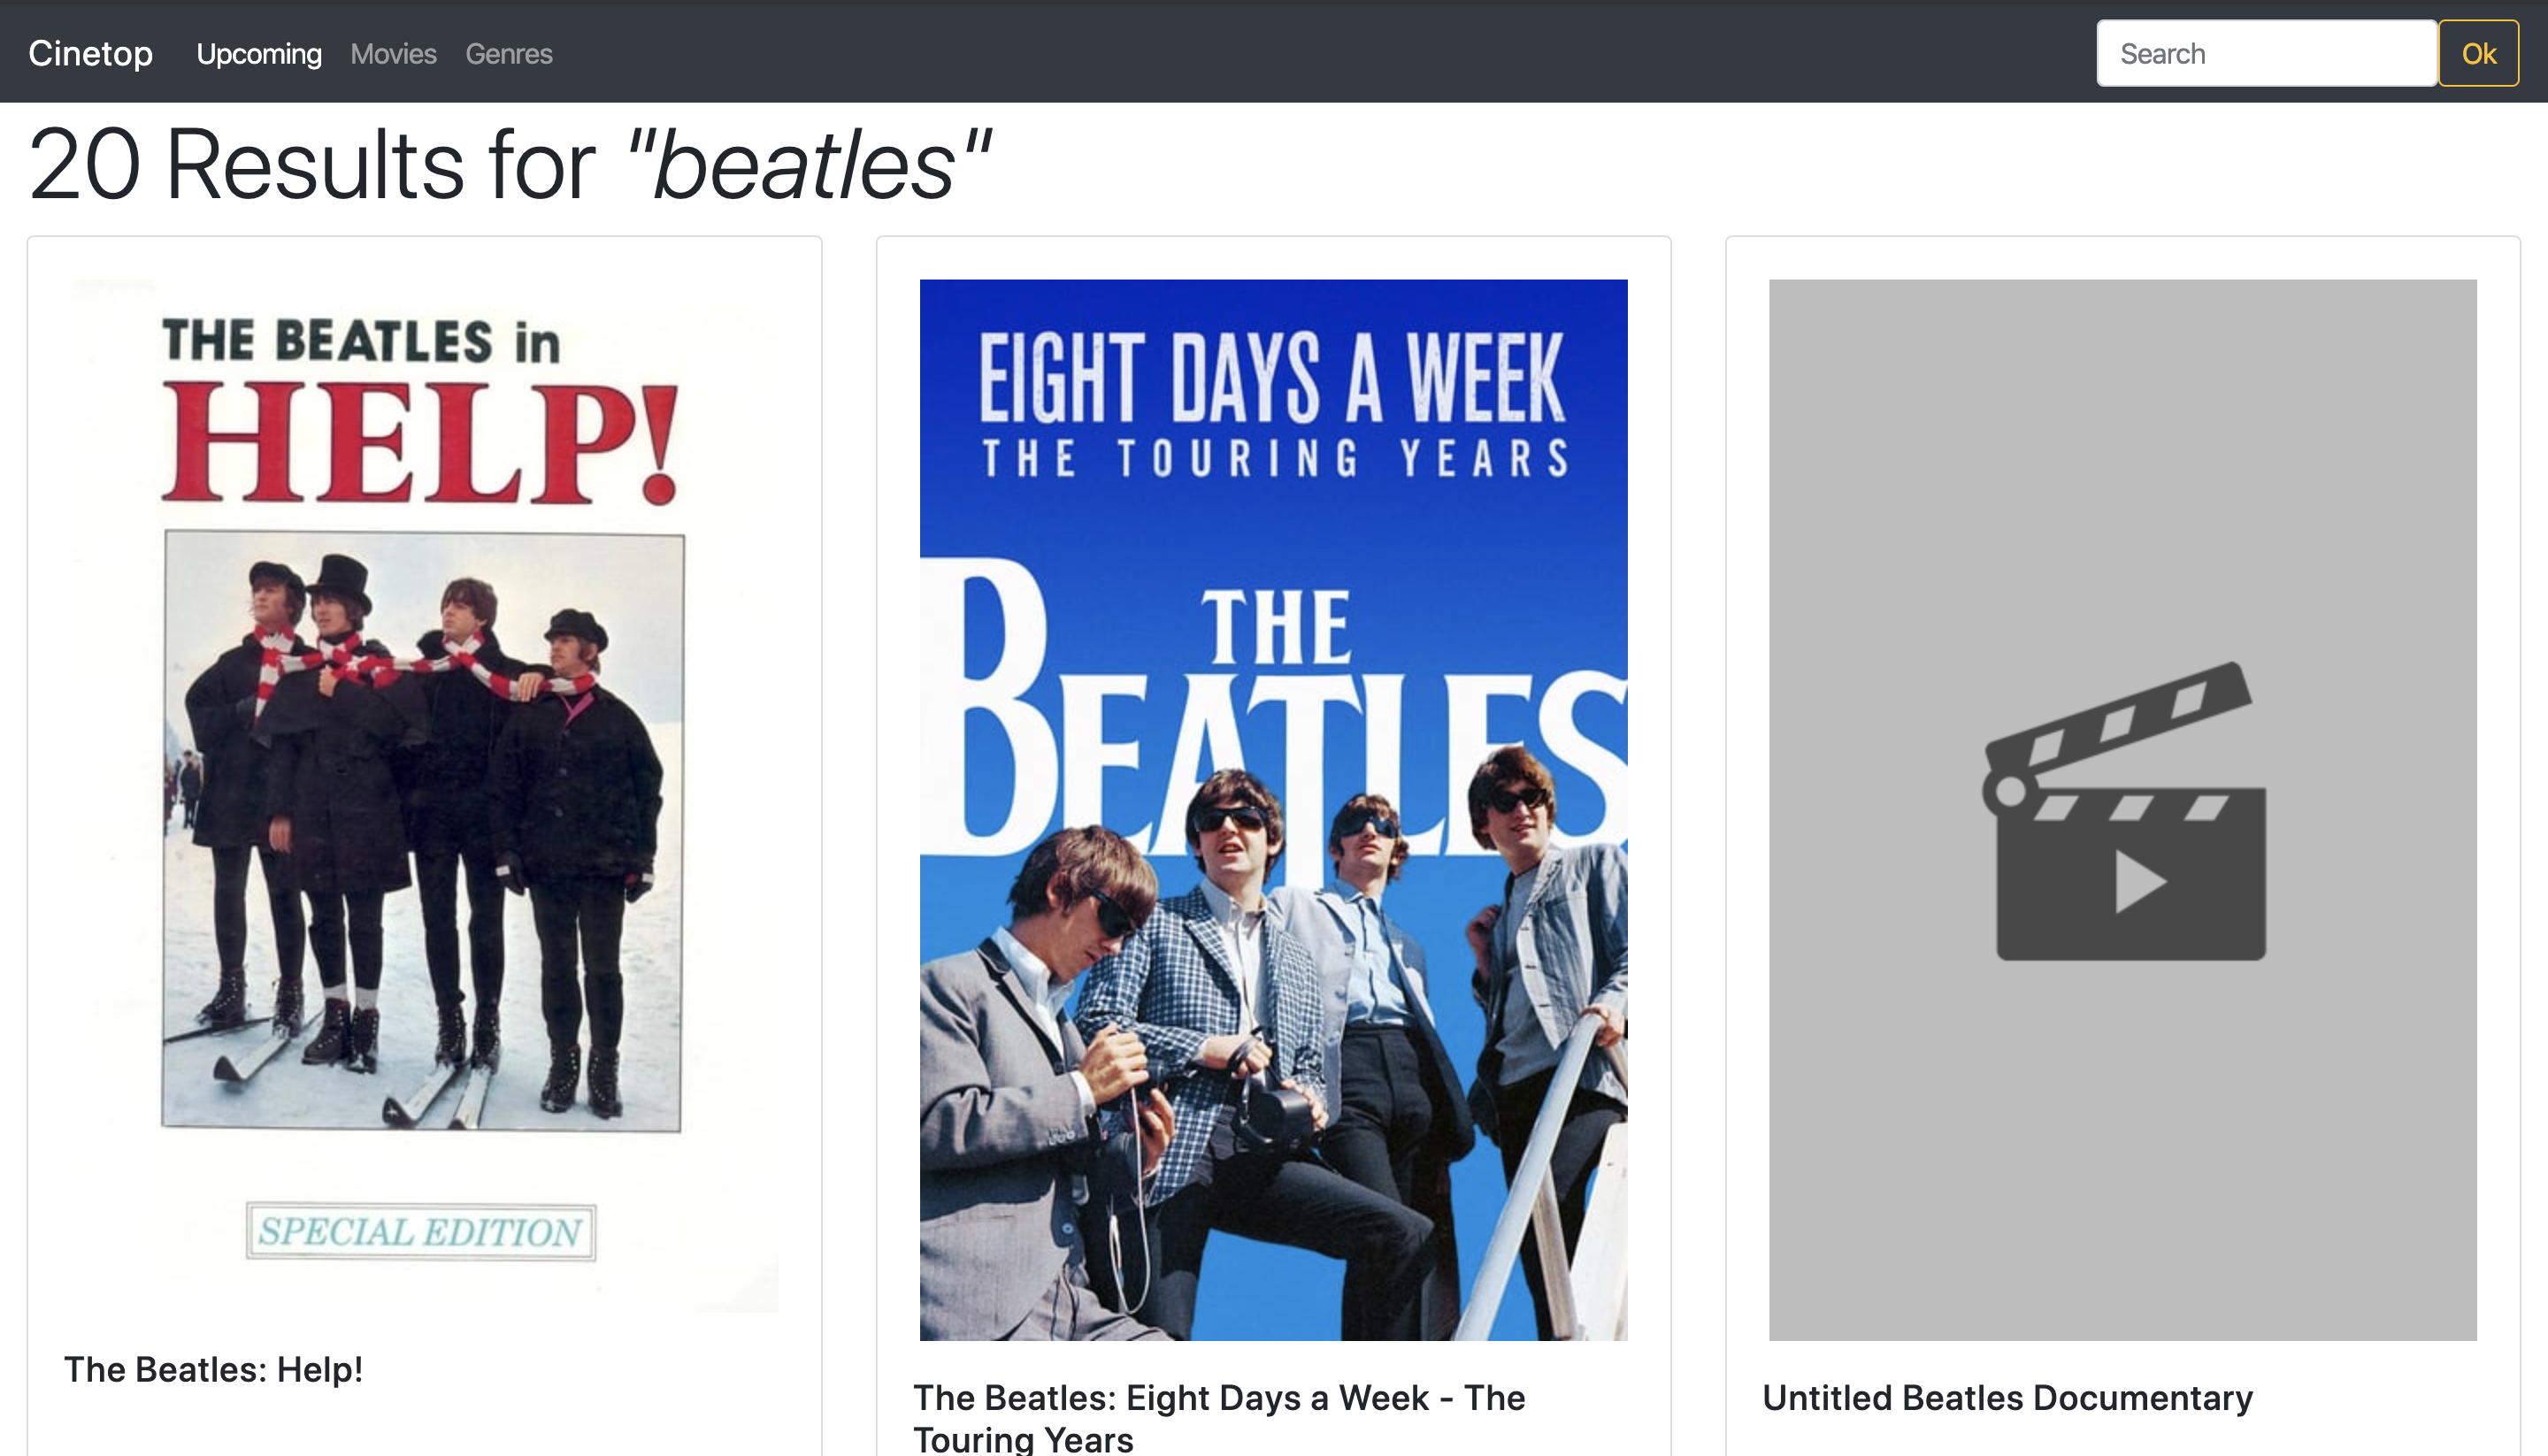 Cinetop Upcoming Movies Genres Search Ok
20 Results for "beatles"
THE BEATLES in
HELP!
SPECIAL EDITION
The Beatles: Help!
EIGHT DAYS A WEEK
THE TOURING YEARS
THE
BEATLES
The Beatles: Eight Days a Week - The
Touring Years
Untitled Beatles Documentary